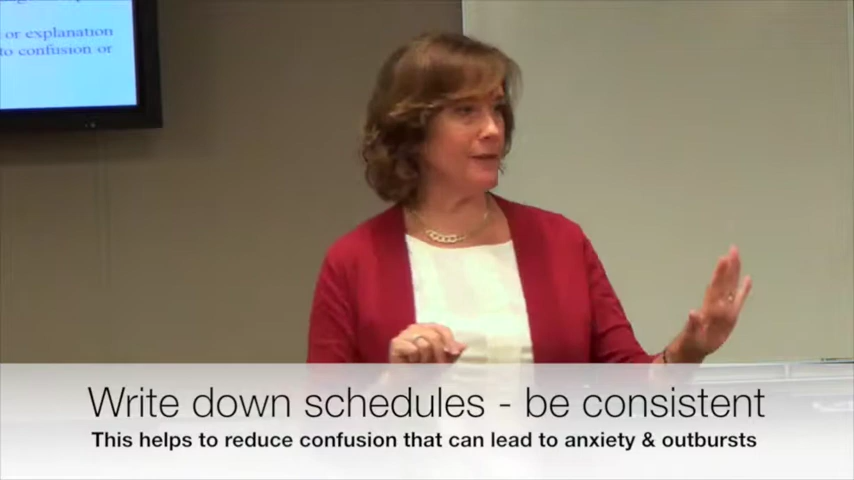 or explanation
to confusion or
Write down schedules - be consistent
This helps to reduce confusion that can lead to anxiety & outbursts